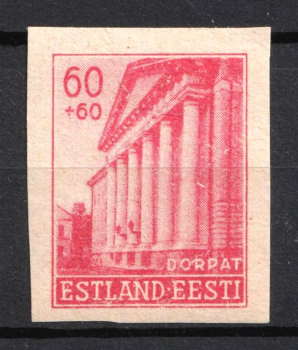 60
+60
DORPAT
ESTLAND-EESTI